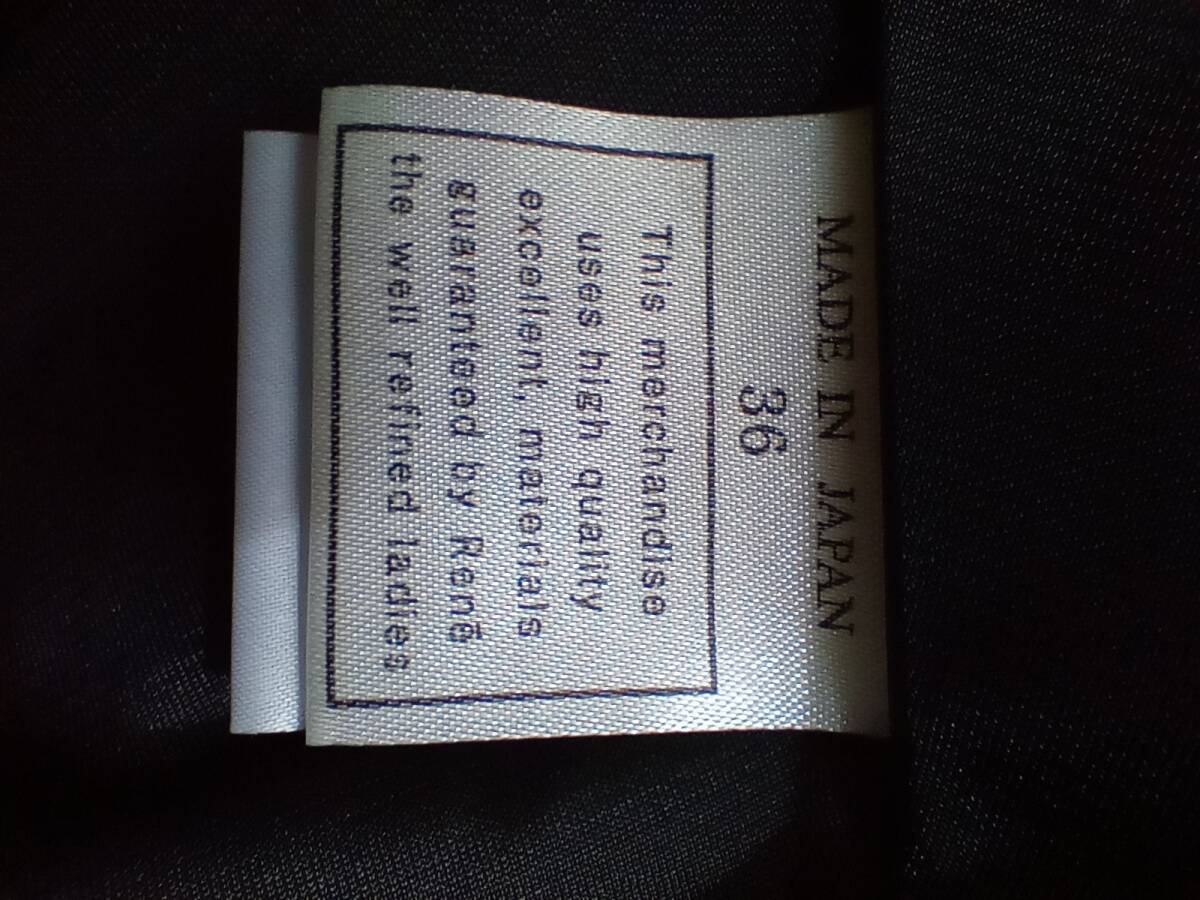 MADE IN JAPAN
36
This merchandise
uses high quality
excellent, materials
guaranteed by René
the well refined ladies